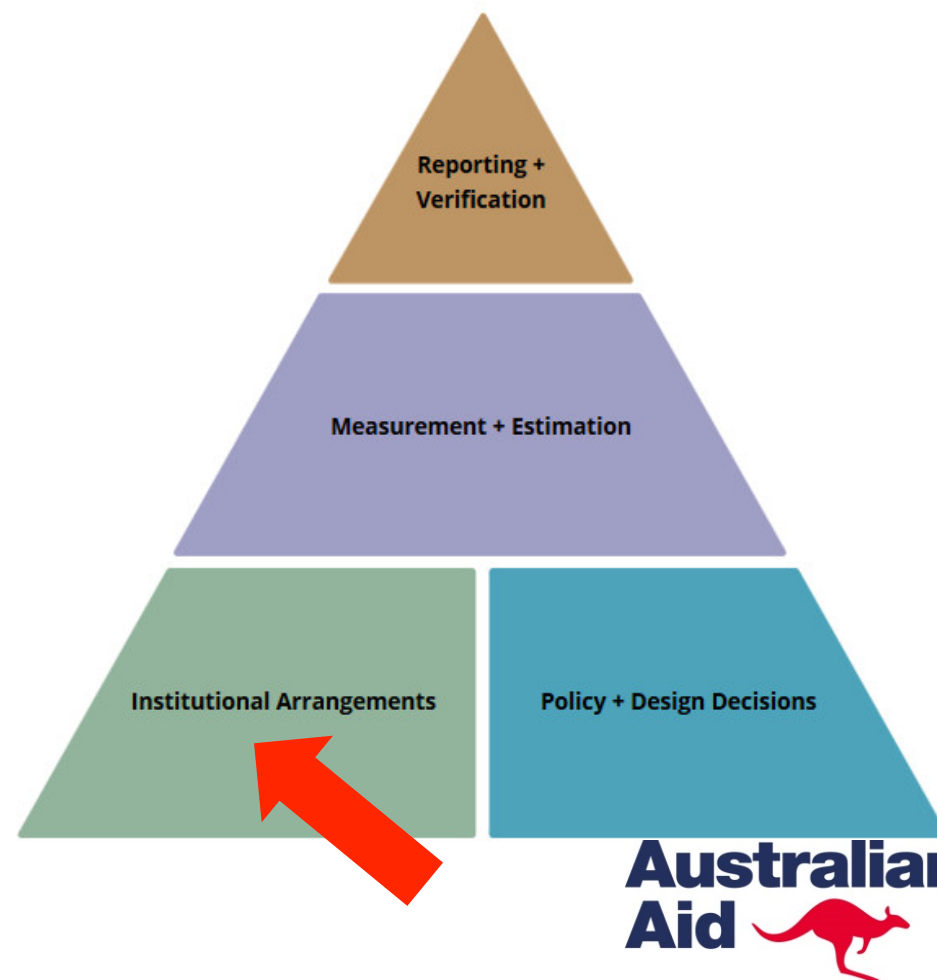 Reporting +
Verification
Measurement + Estimation
Institutional Arrangements
Policy + Design Decisions
Australian
Aid